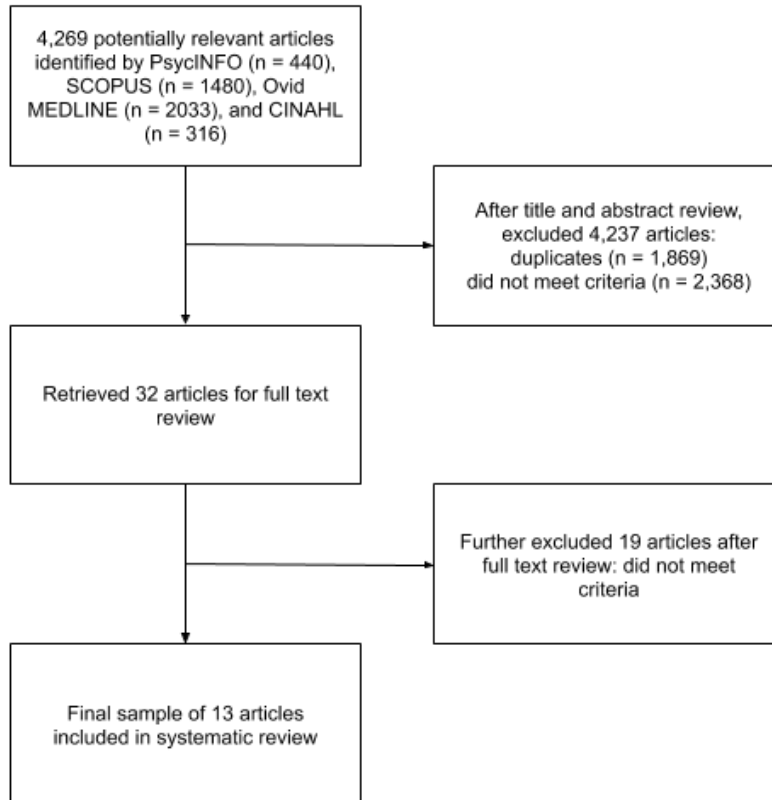 4,269 potentially relevant articles
identified by PsycINFO (n = 440),
SCOPUS (n = 1480), Ovid
MEDLINE (n = 2033), and CINAHL
(n = 316)
After title and abstract review,
excluded 4,237 articles:
duplicates (n = 1,869)
did not meet criteria (n = 2,368)
Retrieved 32 articles for full text
review
Further excluded 19 articles after
full text review: did not meet
criteria
Final sample of 13 articles
included in systematic review